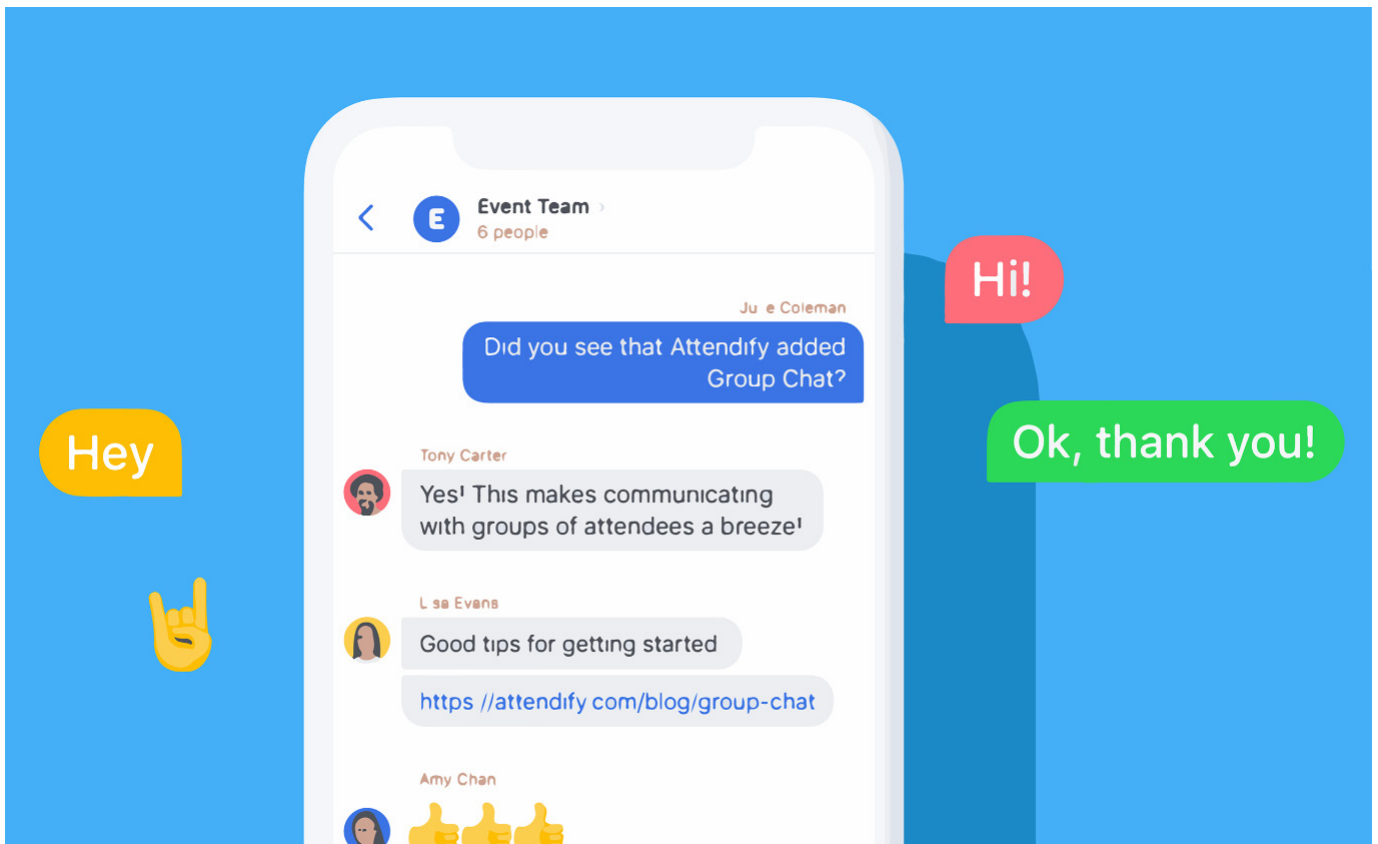 E
Event Team
6 people
Hi!
Coleman
Did you see that Attendify added
Group Chat?
Hey
Ok, thank you!
Tony Carter
Yes! This makes communicating
with groups of attendees a breeze!
Evans
Good tips for getting started
https //attendify com/blog/group-chat
Amy Chan